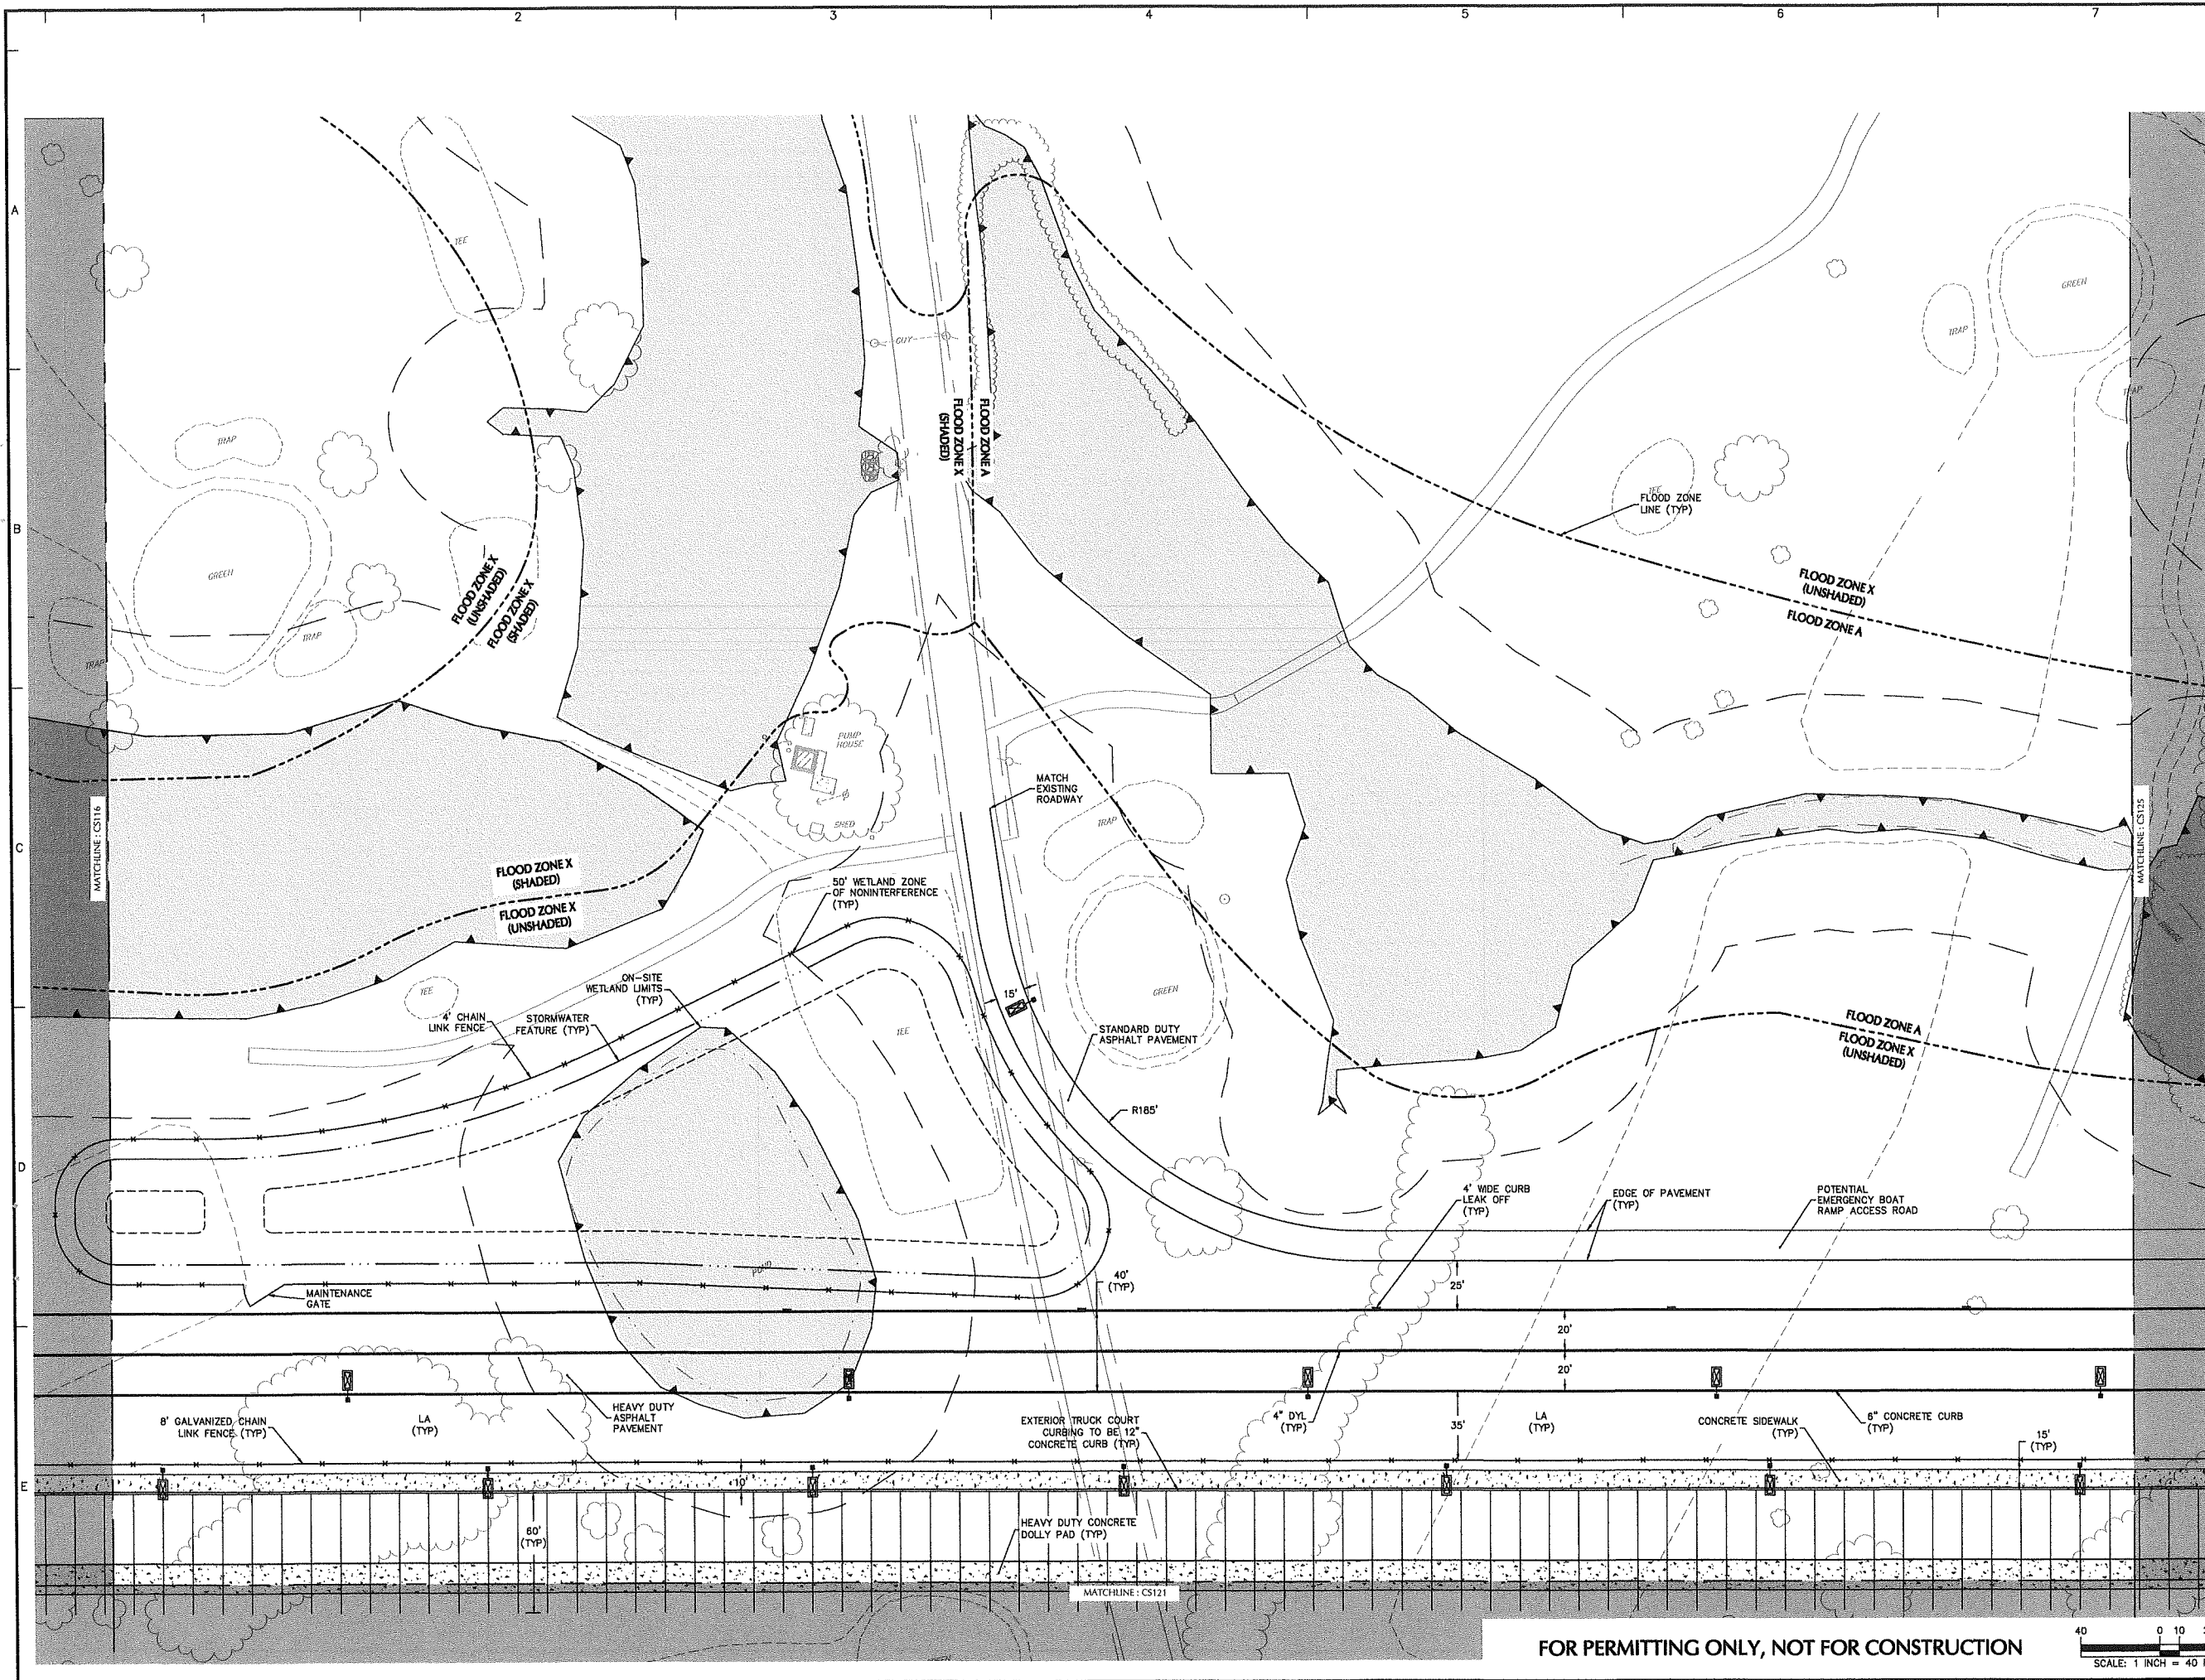 1
2
3
4
5
6
7
A
B
C
D
E
TEE
GREEN
TRAP
GUY
TRAP
TRAP
FLOOD ZONE A
FLOOD ZONE X
(SHADED)
TRAP
TEE
FLOOD ZONE
LINE (TYP)
GREEN
FLOOD ZONE X
(UNSHADED)
FLOOD ZONE X
(SHADED)
FLOOD ZONE X
(UNSHADED)
FLOOD ZONE A
TRAP
TRAP
PUMP
HOUSE
MATCH
EXISTING
ROADWAY
SHED
TRAP
MATCHLINE : CS116
MATCHLINE : CS125
FLOOD ZONE X
(SHADED)
FLOOD ZONE X
(UNSHADED)
50' WETLAND ZONE
OF NONINTERFERENCE
(TYP)
ON-SITE
WETLAND LIMITS
(TYP)
TEE
15'
GREEN
4' CHAIN
LINK FENCE
STORMWATER
FEATURE (TYP)
TEE
STANDARD DUTY
ASPHALT PAVEMENT
FLOOD ZONE A
FLOOD ZONE X
(UNSHADED)
R185'
4' WIDE CURB
LEAK OFF
(TYP)
EDGE OF PAVEMENT
(TYP)
POTENTIAL
EMERGENCY BOAT
RAMP ACCESS ROAD
POND
MAINTENANCE
GATE
40'
(TYP)
25'
20'
20'
8' GALVANIZED CHAIN
LINK FENCE (TYP)
LA
(TYP)
HEAVY DUTY
ASPHALT
PAVEMENT
EXTERIOR TRUCK COURT
CURBING TO BE 12"
CONCRETE CURB (TYP)
4" DYL
(TYP)
35'
LA
(TYP)
CONCRETE SIDEWALK
(TYP)
6" CONCRETE CURB
(TYP)
15'
(TYP)
10'
60'
(TYP)
HEAVY DUTY CONCRETE
DOLLY PAD (TYP)
MATCHLINE : CS121
GREEN
FOR PERMITTING ONLY, NOT FOR CONSTRUCTION
40 0 10
SCALE: 1 INCH = 40